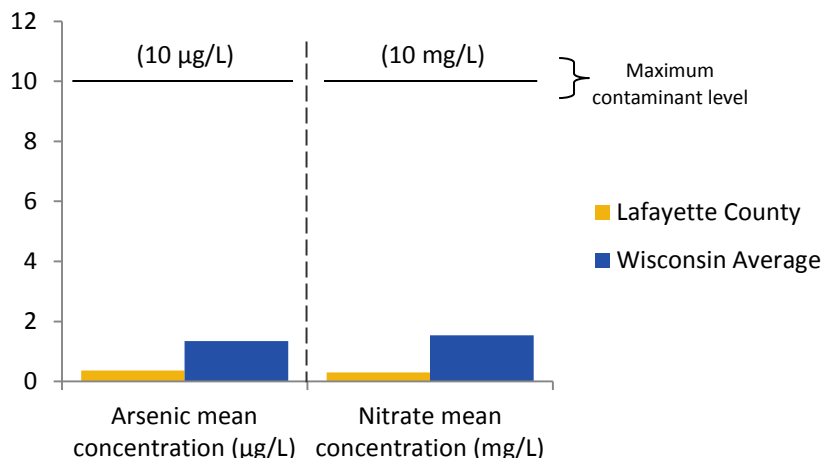 12
10
8
6
4
2
0
(10 µg/L)
(10 mg/L)
Maximum
contaminant level
Lafayette County
Wisconsin Average
Arsenic mean
concentration (µg/L)
Nitrate mean
concentration (mg/L)